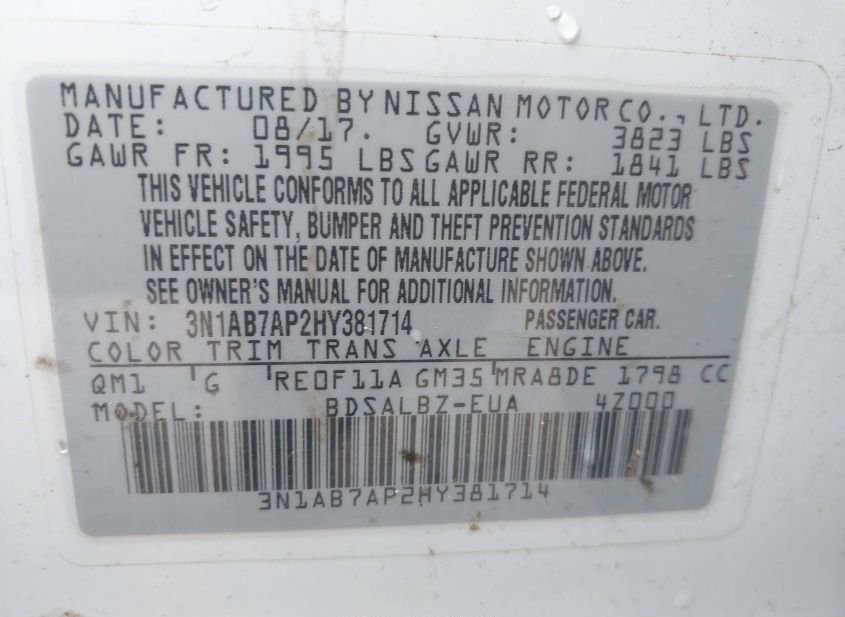 MANUFACTURED BY NISSAN MOTOR CO., LTD.
DATE: 08/17. GVWR: 3823 LBS
GAWR FR: 1995 LBS GAWR RR: 1841 LBS
THIS VEHICLE CONFORMS TO ALL APPLICABLE FEDERAL MOTOR
VEHICLE SAFETY, BUMPER AND THEFT PREVENTION STANDARDS
IN EFFECT ON THE DATE OF MANUFACTURE SHOWN ABOVE.
SEE OWNER'S MANUAL FOR ADDITIONAL INFORMATION.
VIN: 3N1AB7AP2HY381714 PASSENGER CAR.
COLOR TRIM TRANS AXLE ENGINE
QM1 G RE0F11A GM35 MRA8DE 1798 CC
MODEL: BDSALBZ-EUA 4Z000
3N1AB7AP2HY381714